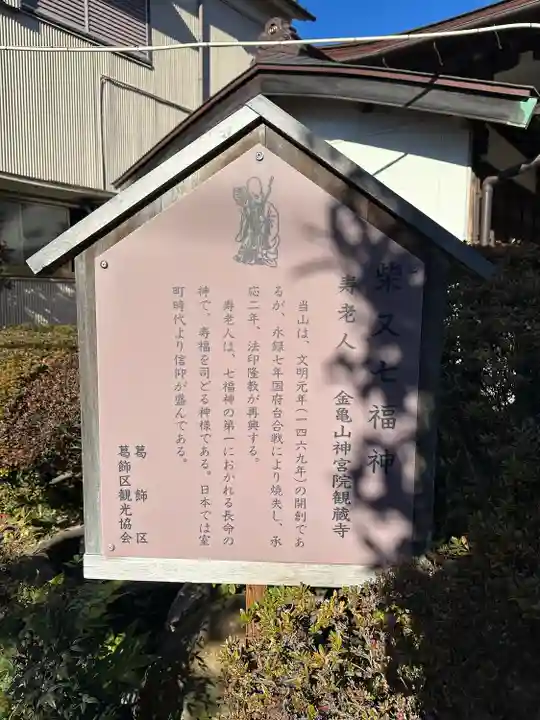 柴又七福神
寿老人 金亀山神宮院観蔵寺
当山は、文明元年(一四六九年)の開創であ
るが、永録七年国府台合戦により焼失し、承
応二年、法印隆教が再興する。
寿老人は、七福神の第一におかれる長命の
神で、寿福を司どる神様である。日本では室
町時代より信仰が盛んである。
葛飾区
葛飾区観光協会